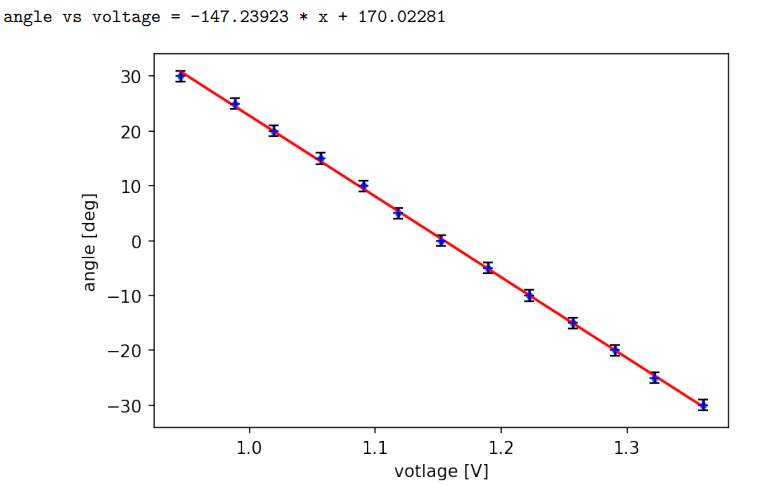 angle vs voltage = -147.23923 * x + 170.02281
30
20
10
0
−10
−20
−30
angle [deg]
1.0 1.1 1.2 1.3
votlage [V]